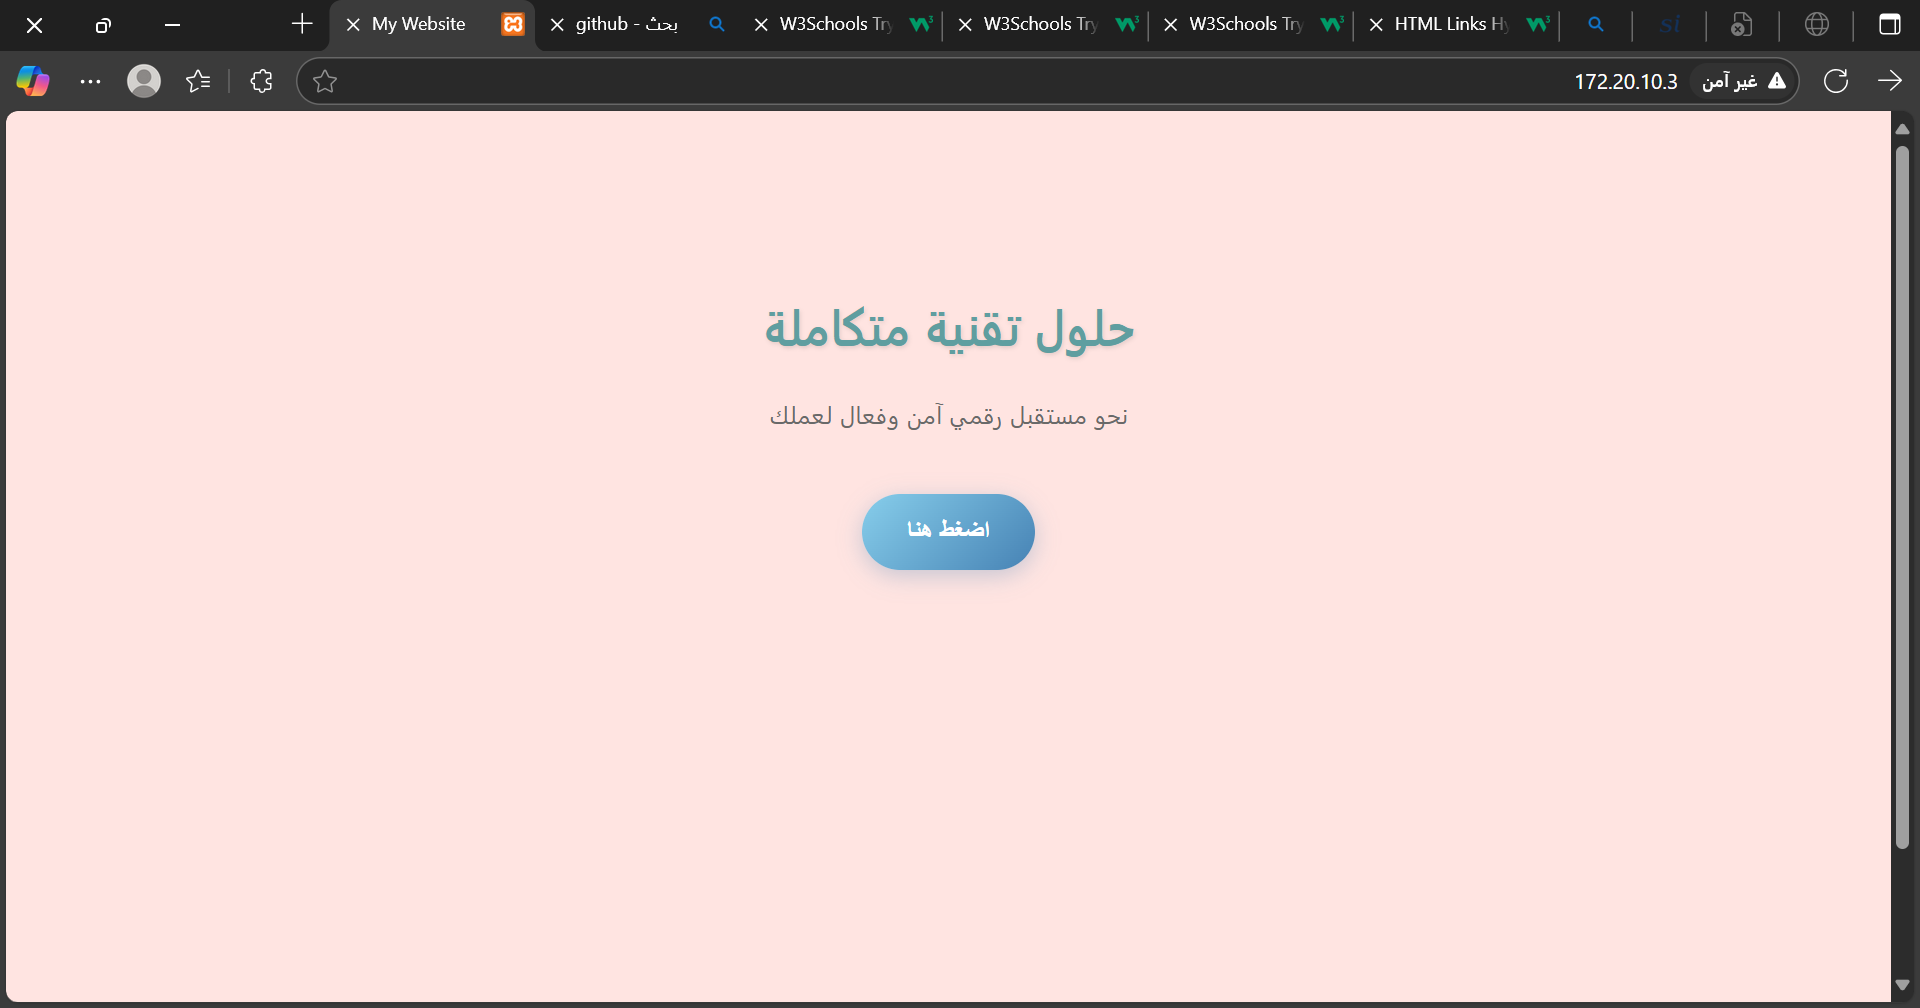 My Website
github - بحث
W3Schools Try
W3Schools Try
W3Schools Try
HTML Links Hy
si
172.20.10.3
غير آمن
حلول تقنية متكاملة
نحو مستقبل رقمي آمن وفعال لعملك
اضغط هنا